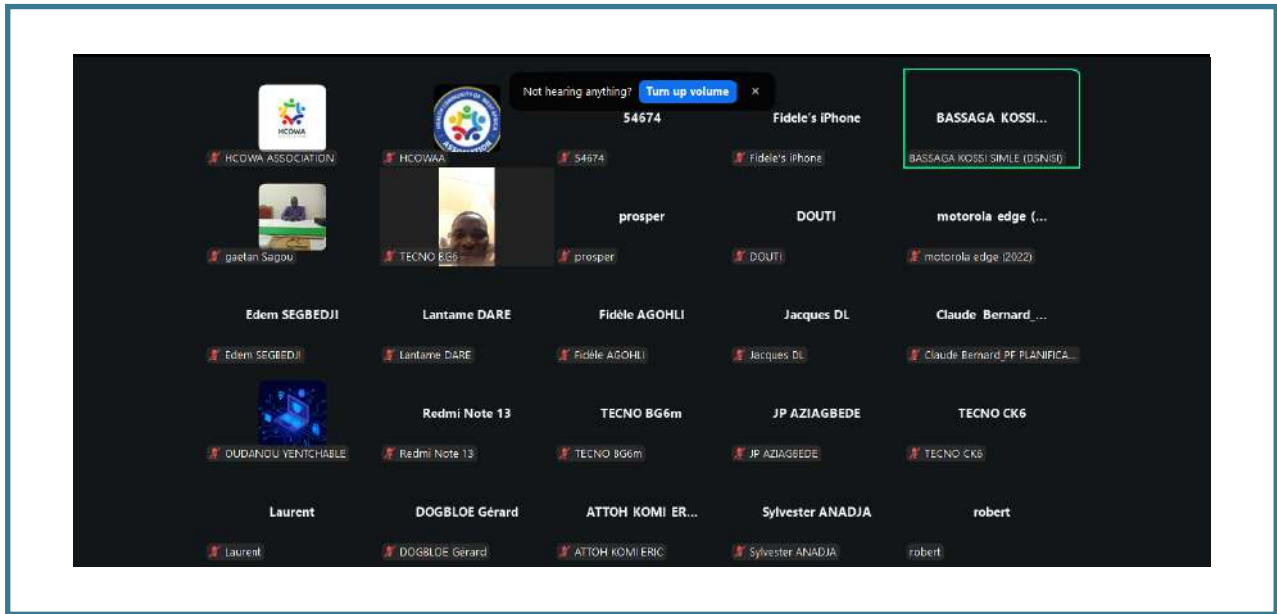 Not hearing anything? Turn up volume ×
HCOWA
54674
Fidele's iPhone
BASSAGA KOSSI...
HCOWA ASSOCIATION
HCOWAA
54674
Fidele's iPhone
BASSAGA KOSSI SIMLE (DSNISI)
prosper
DOUTI
motorola edge (...
gaetan Sagou
TECNO BG6
prosper
DOUTI
motorola edge (2022)
Edem SEGBEDJI
Lantame DARE
Fidèle AGOHLI
Jacques DL
Claude Bernard_...
Edem SEGBEDJI
Lantame DARE
Fidèle AGOHLI
Jacques DL
Claude Bernard_PF PLANIFICA...
Redmi Note 13
TECNO BG6m
JP AZIAGBEDE
TECNO CK6
OUDANOU YENTCHABLE
Redmi Note 13
TECNO BG6m
JP AZIAGBEDE
TECNO CK6
Laurent
DOGBLOE Gérard
ATTOH KOMI ER...
Sylvester ANADJA
robert
Laurent
DOGBLOE Gérard
ATTOH KOMI ERIC
Sylvester ANADJA
robert